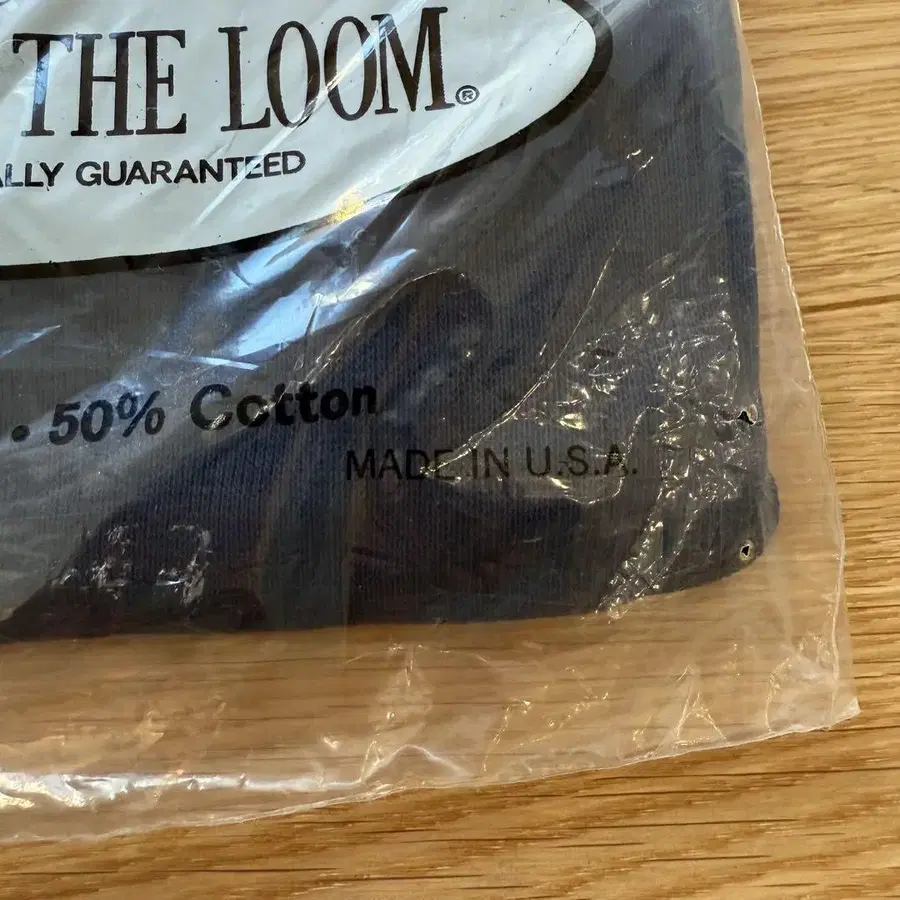 THE LOOM®
ALLY GUARANTEED
• 50% Cotton
MADE IN U.S.A.